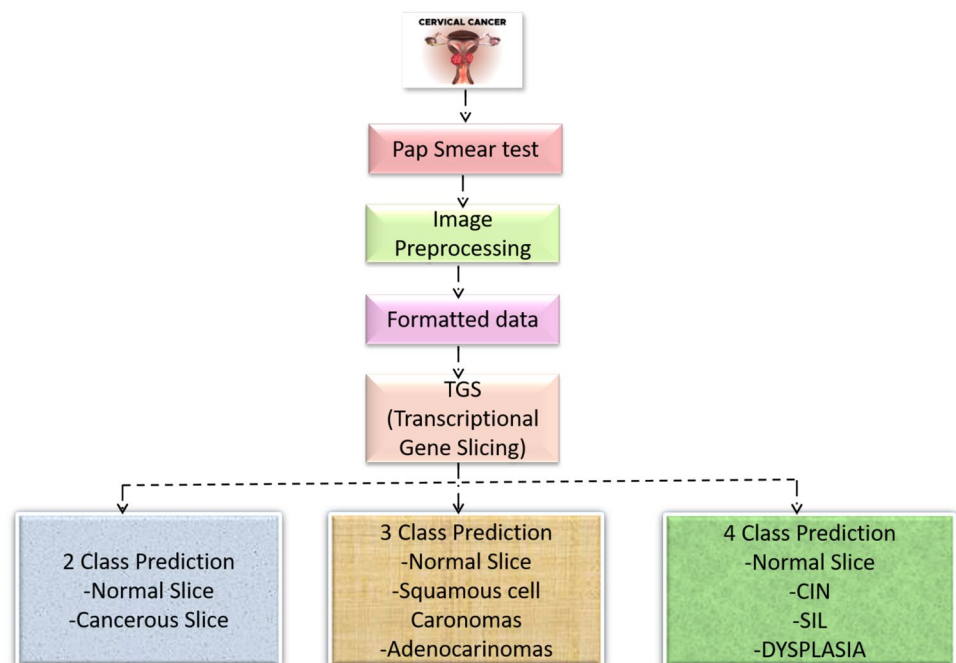 CERVICAL CANCER
Pap Smear test
Image
Preprocessing
Formatted data
TGS
(Transcriptional
Gene Slicing)
2 Class Prediction
-Normal Slice
-Cancerous Slice
3 Class Prediction
-Normal Slice
-Squamous cell
Caronomas
-Adenocarinomas
4 Class Prediction
-Normal Slice
-CIN
-SIL
-DYSPLASIA